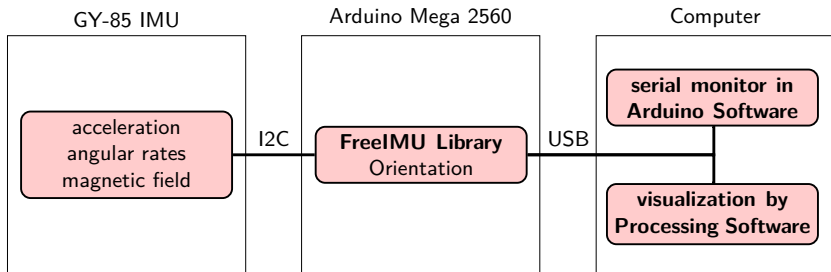 GY-85 IMU
acceleration
angular rates
magnetic field
I2C
Arduino Mega 2560
FreeIMU Library
Orientation
USB
Computer
serial monitor in
Arduino Software
visualization by
Processing Software